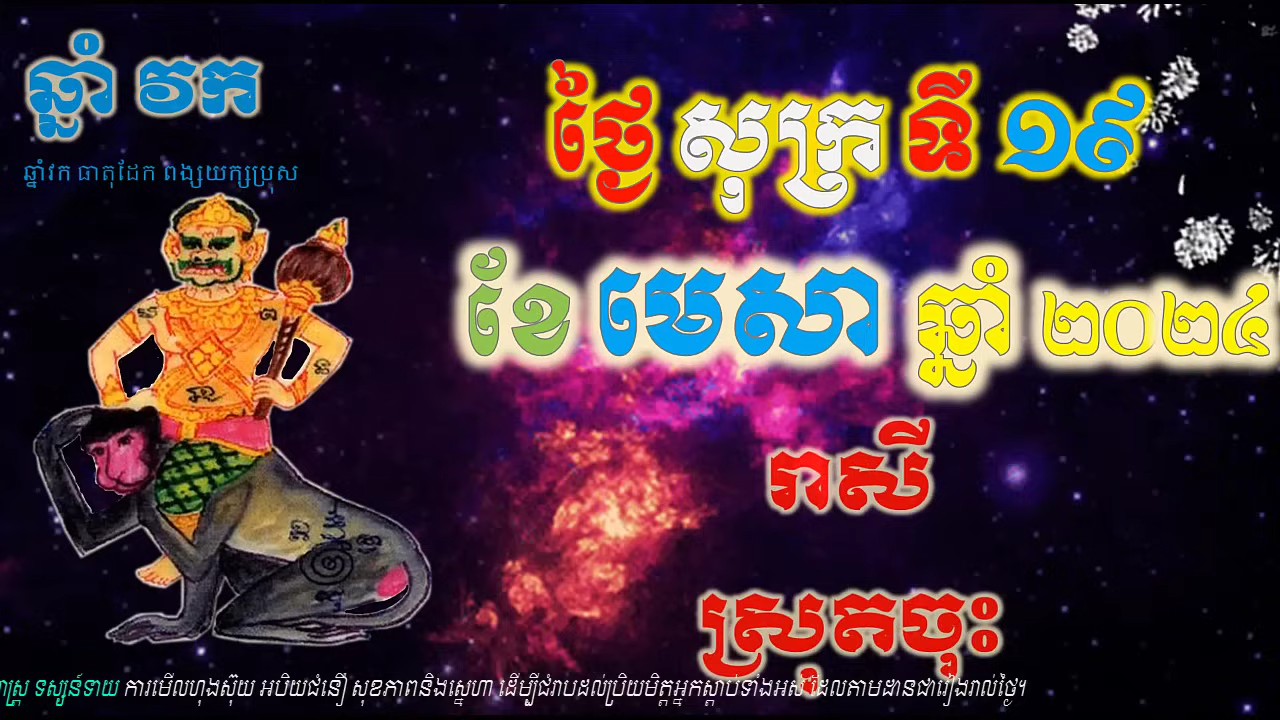 ឆ្នាំ វក
ឆ្នាំវក ធាតុដែក ពង្សយក្សប្រុស
ថ្ងៃ សុក្រ ទី ១៩
ខែ មេសា ឆ្នាំ ២០២៤
រាសី
ស្រុតចុះ
ទស្សន៍ទាយ ការមើលហុងស៊ុយ អបិយជំនឿ សុខភាពនិងស្នេហា ដើម្បីជំរាបដល់ប្រិយមិត្តអ្នកស្តាប់ទាំងអស់ ដែលតាមដានជារៀងរាល់ថ្ងៃ។